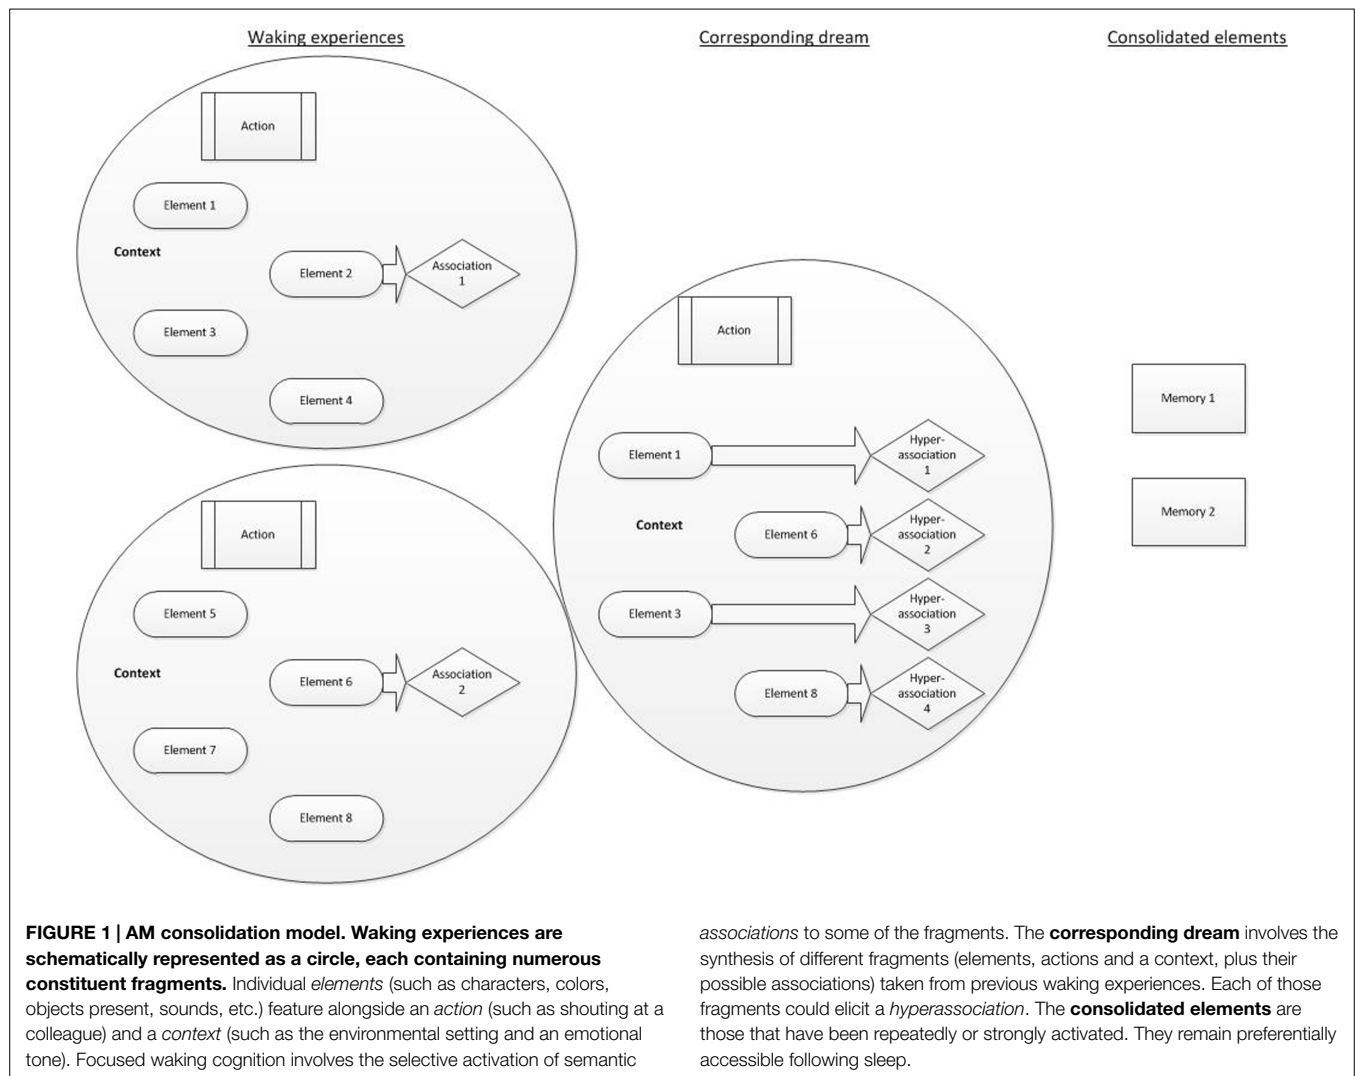 Waking experiences
Corresponding dream
Consolidated elements
Action
Element 1
Context
Element 2
Association
1
Element 3
Element 4
Action
Element 5
Context
Element 6
Association
2
Element 7
Element 8
Action
Element 1
Hyper-
association
1
Context
Element 6
Hyper-
association
2
Element 3
Hyper-
association
3
Element 8
Hyper-
association
4
Memory 1
Memory 2
FIGURE 1 | AM consolidation model. Waking experiences are
schematically represented as a circle, each containing numerous
constituent fragments. Individual elements (such as characters, colors,
objects present, sounds, etc.) feature alongside an action (such as shouting at a
colleague) and a context (such as the environmental setting and an emotional
tone). Focused waking cognition involves the selective activation of semantic
associations to some of the fragments. The corresponding dream involves the
synthesis of different fragments (elements, actions and a context, plus their
possible associations) taken from previous waking experiences. Each of those
fragments could elicit a hyperassociation. The consolidated elements are
those that have been repeatedly or strongly activated. They remain preferentially
accessible following sleep.